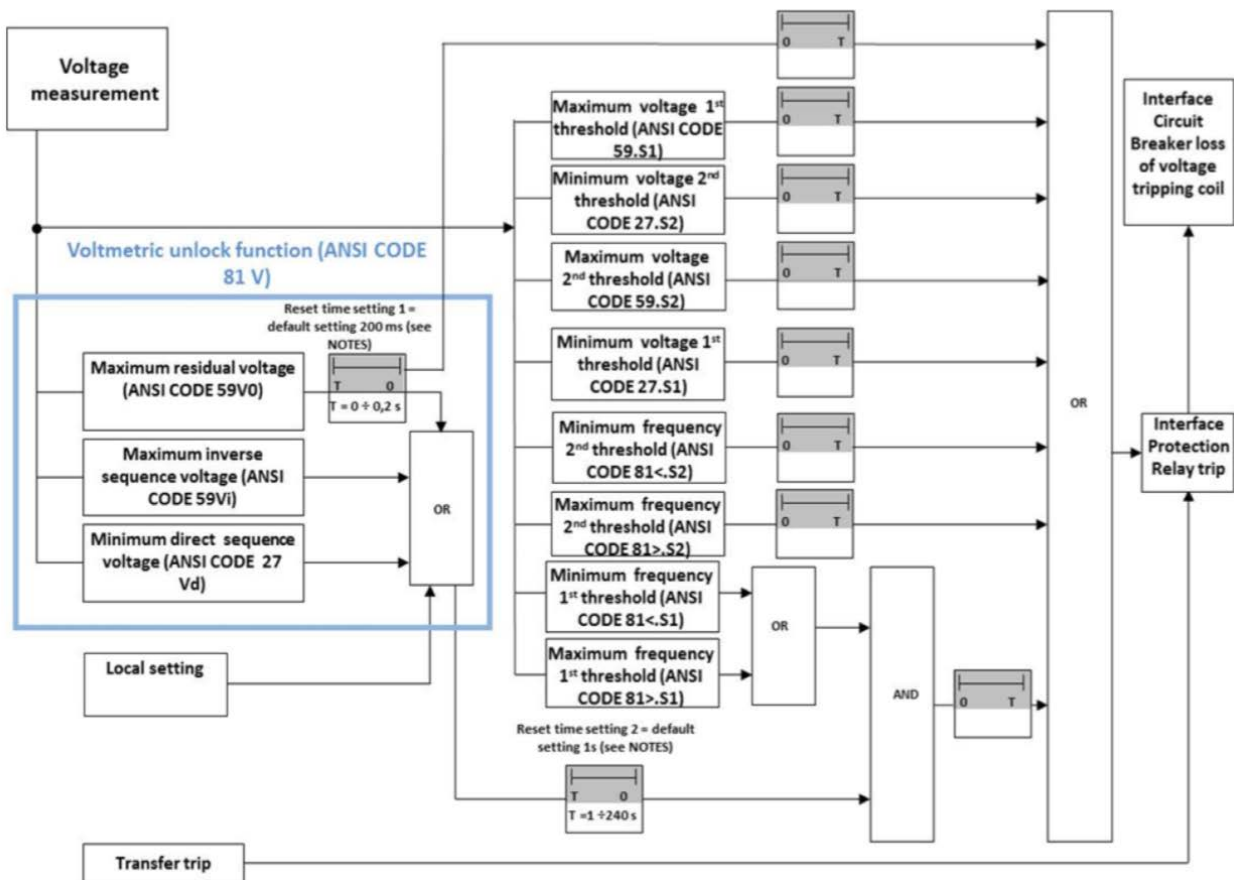 Voltage
measurement
0 T
Maximum voltage 1st
threshold (ANSI CODE
59.S1)
0 T
Minimum voltage 2nd
threshold (ANSI
CODE 27.S2)
0 T
Maximum voltage
2nd threshold (ANSI
CODE 59.S2)
0 T
Minimum voltage 1st
threshold (ANSI
CODE 27.S1)
0 T
Minimum frequency
2nd threshold (ANSI
CODE 81<.S2)
0 T
Maximum frequency
2nd threshold (ANSI
CODE 81>.S2)
0 T
Minimum frequency
1st threshold (ANSI
CODE 81<.S1)
Maximum frequency
1st threshold (ANSI
CODE 81>.S1)
OR
AND
0 T
OR
Interface
Circuit
Breaker loss
of voltage
tripping coil
Interface
Protection
Relay trip
Voltmetric unlock function (ANSI CODE
81 V)
Reset time setting 1 =
default setting 200 ms (see
NOTES)
T 0
T = 0 ÷ 0,2 s
Maximum residual voltage
(ANSI CODE 59V0)
Maximum inverse
sequence voltage (ANSI
CODE 59Vi)
Minimum direct sequence
voltage (ANSI CODE 27
Vd)
OR
Local setting
Reset time setting 2 = default
setting 1s (see NOTES)
T 0
T =1 ÷240 s
Transfer trip